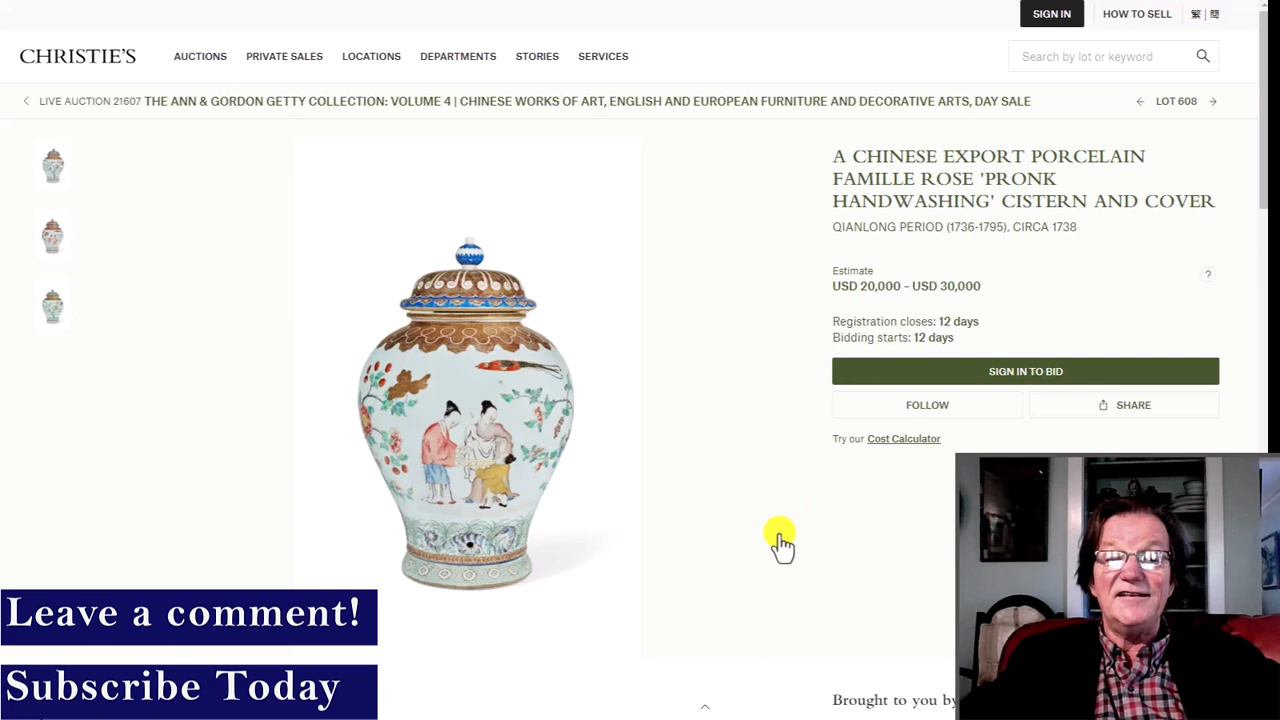 SIGN IN
HOW TO SELL
繁 | 簡
CHRISTIE'S
AUCTIONS
PRIVATE SALES
LOCATIONS
DEPARTMENTS
STORIES
SERVICES
Search by lot or keyword
LIVE AUCTION 21607 THE ANN & GORDON GETTY COLLECTION: VOLUME 4 | CHINESE WORKS OF ART, ENGLISH AND EUROPEAN FURNITURE AND DECORATIVE ARTS, DAY SALE
LOT 608
A CHINESE EXPORT PORCELAIN
FAMILLE ROSE 'PRONK
HANDWASHING' CISTERN AND COVER
QIANLONG PERIOD (1736-1795), CIRCA 1738
Estimate
USD 20,000 – USD 30,000
?
Registration closes: 12 days
Bidding starts: 12 days
SIGN IN TO BID
FOLLOW
SHARE
Try our Cost Calculator
Leave a comment!
Subscribe Today
Brought to you by